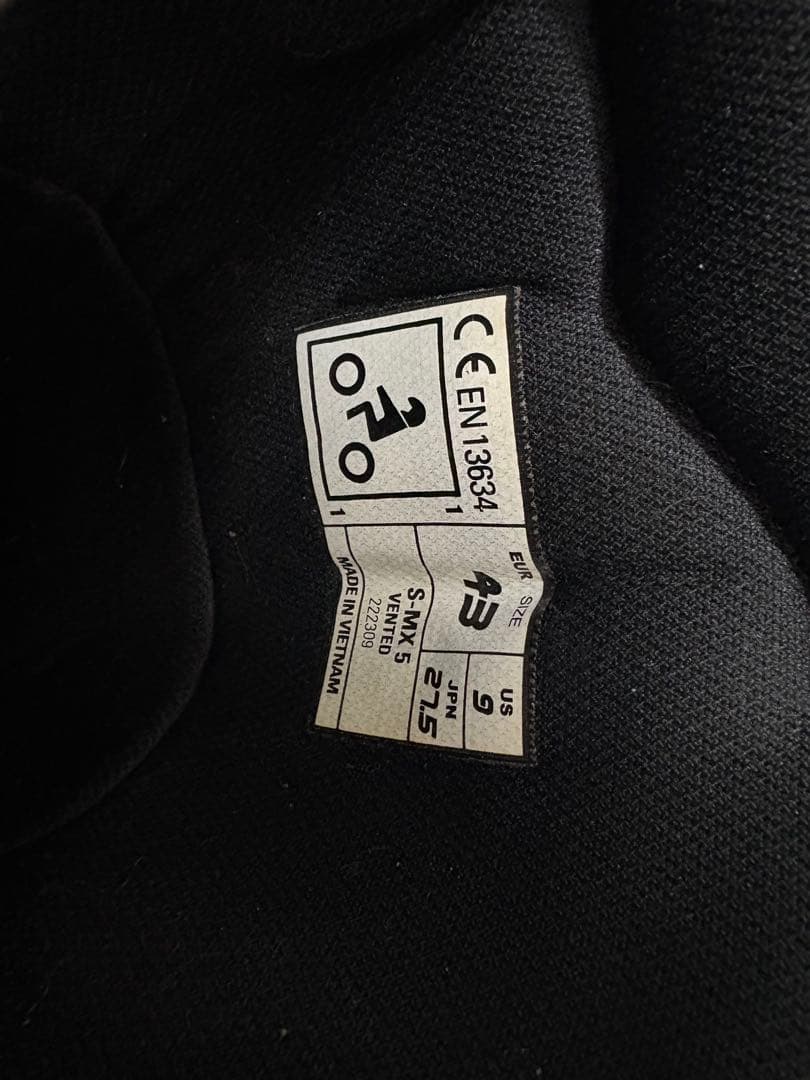 CE EN 13634
1
1
EUR SIZE
43
US
9
JPN
27.5
S-MX 5
VENTED
222309
MADE IN VIETNAM